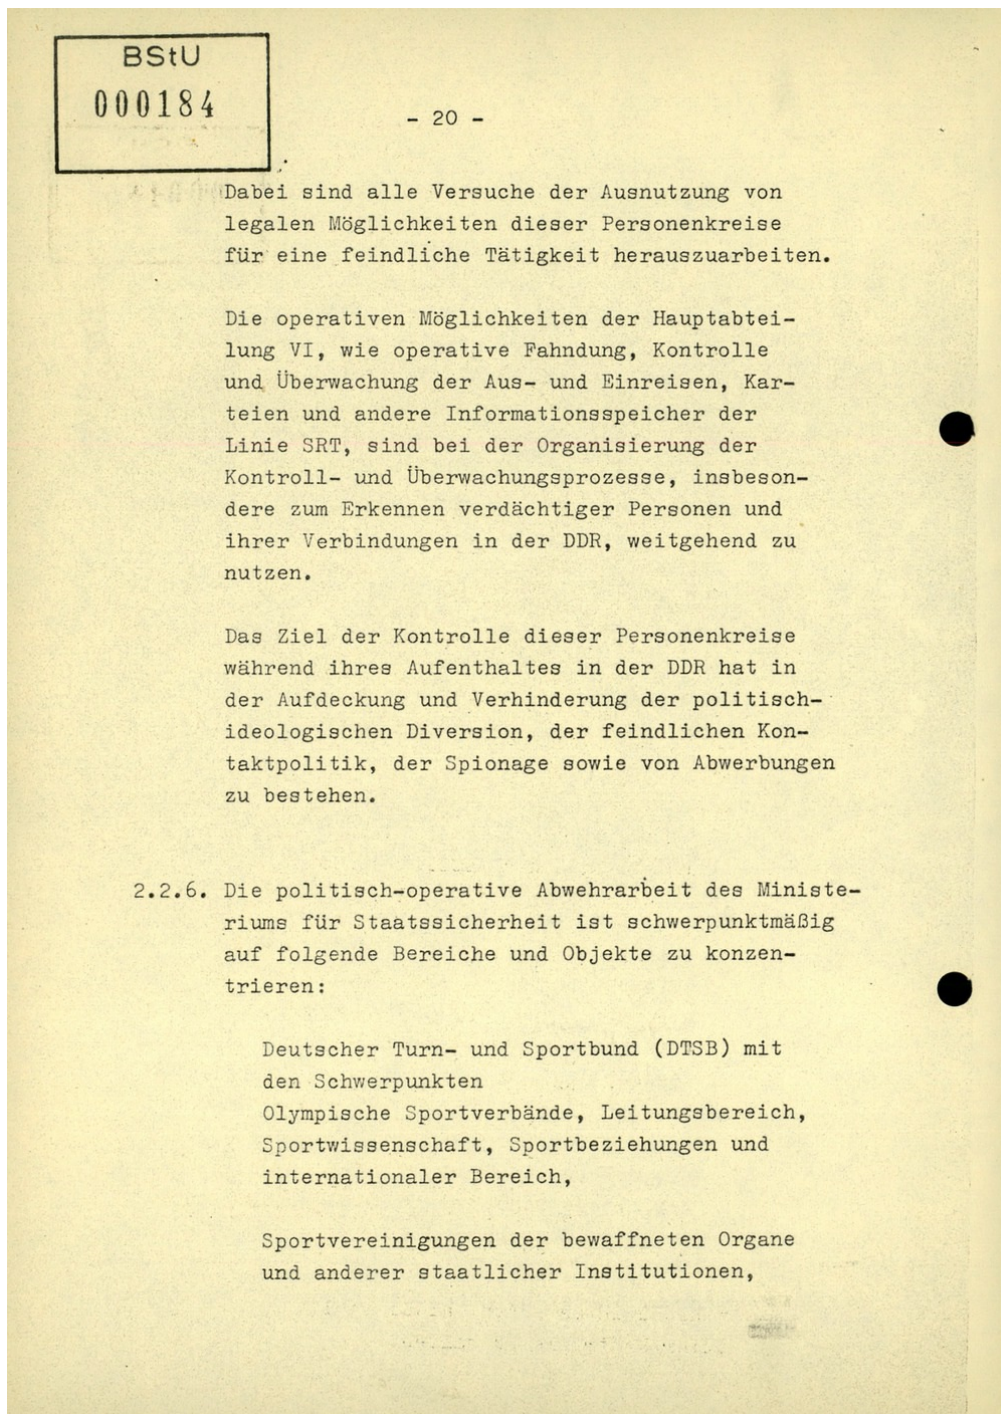 BStU
000184
- 20 -
Dabei sind alle Versuche der Ausnutzung von
legalen Möglichkeiten dieser Personenkreise
für eine feindliche Tätigkeit herauszuarbeiten.
Die operativen Möglichkeiten der Hauptabtei-
lung VI, wie operative Fahndung, Kontrolle
und Überwachung der Aus- und Einreisen, Kar-
teien und andere Informationsspeicher der
Linie SRT, sind bei der Organisierung der
Kontroll- und Überwachungsprozesse, insbeson-
dere zum Erkennen verdächtiger Personen und
ihrer Verbindungen in der DDR, weitgehend zu
nutzen.
Das Ziel der Kontrolle dieser Personenkreise
während ihres Aufenthaltes in der DDR hat in
der Aufdeckung und Verhinderung der politisch-
ideologischen Diversion, der feindlichen Kon-
taktpolitik, der Spionage sowie von Abwerbungen
zu bestehen.
2.2.6. Die politisch-operative Abwehrarbeit des Ministe-
riums für Staatssicherheit ist schwerpunktmäßig
auf folgende Bereiche und Objekte zu konzen-
trieren:
Deutscher Turn- und Sportbund (DTSB) mit
den Schwerpunkten
Olympische Sportverbände, Leitungsbereich,
Sportwissenschaft, Sportbeziehungen und
internationaler Bereich,
Sportvereinigungen der bewaffneten Organe
und anderer staatlicher Institutionen,